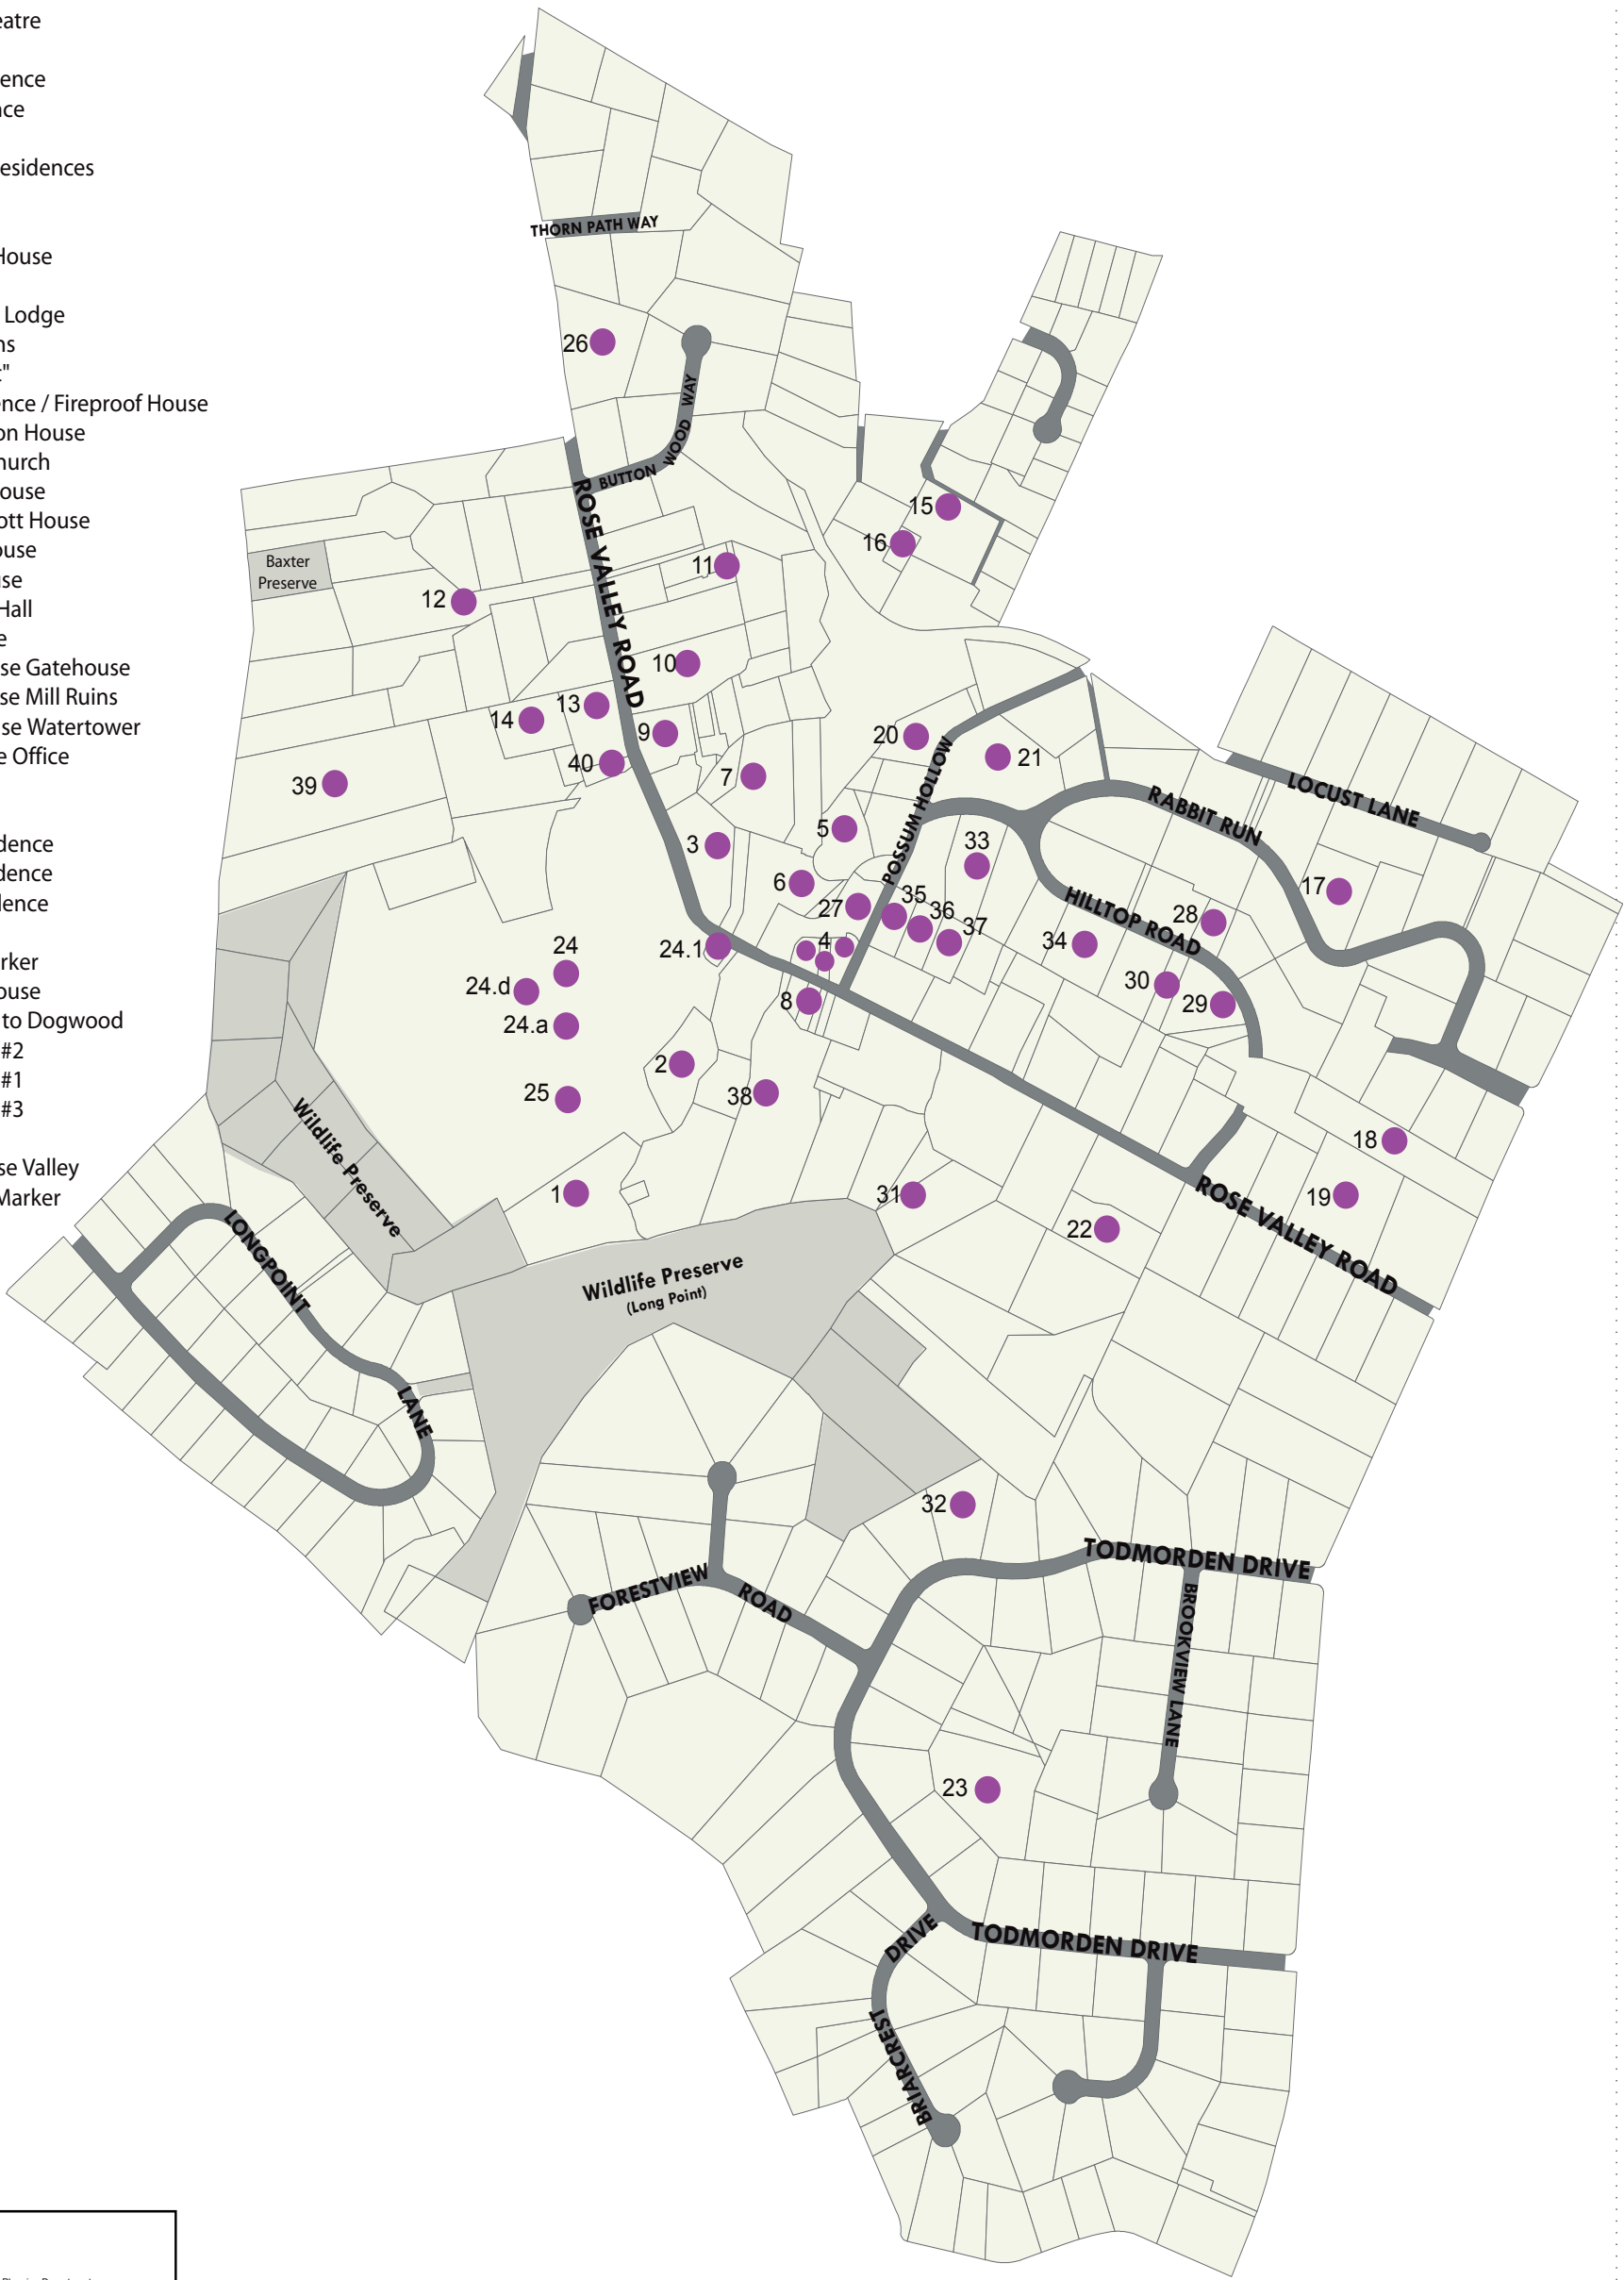 eatre
ence
nce
esidences
House
Lodge
ns
t"
ence / Fireproof House
on House
hurch
ouse
ott House
ouse
use
Hall
e
se Gatehouse
se Mill Ruins
se Watertower
e Office
dence
dence
lence
rker
ouse
to Dogwood
#2
#1
#3
se Valley
Marker
THORN PATH WAY
26
BUTTON WOOD WAY
ROSE VALLEY ROAD
15
16
11
Baxter
Preserve
12
10
13
14
9
20
21
40
7
39
LOCUST LANE
RABBIT RUN
POSSUM HOLLOW
5
33
3
6
17
27
35
HILLTOP ROAD
28
36
37
34
24
24.1
4
24.d
30
8
29
24.a
2
38
25
Wildlife Preserve
18
1
31
19
ROSE VALLEY ROAD
22
LONGPOINT
LANE
Wildlife Preserve
(Long Point)
32
TODMORDEN DRIVE
FORESTVIEW
ROAD
BROOKVIEW LANE
23
DRIVE
TODMORDEN DRIVE
BRIARCREST